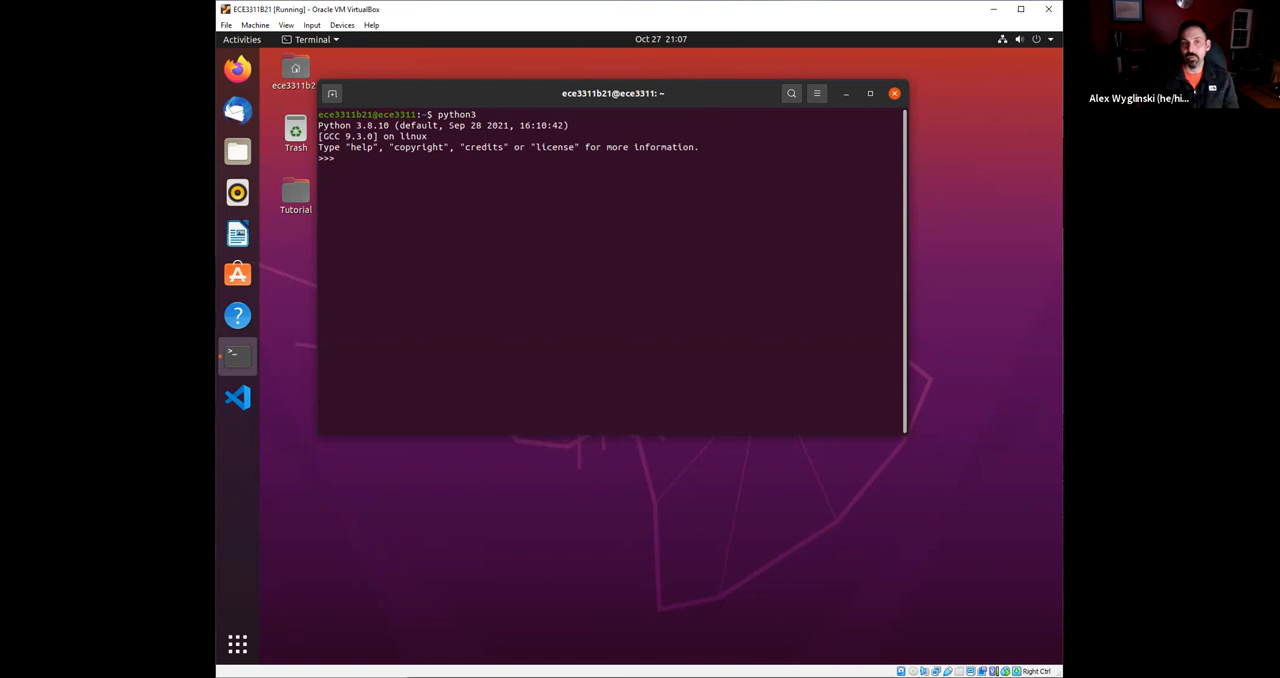 ECE3311B21 [Running] - Oracle VM VirtualBox
File Machine View Input Devices Help
Activities Terminal Oct 27 21:07
ece3311b2
Trash
Tutorial
ece3311b21@ece3311: ~
ece3311b21@ece3311:~$ python3
Python 3.8.10 (default, Sep 28 2021, 16:10:42)
[GCC 9.3.0] on linux
Type "help", "copyright", "credits" or "license" for more information.
>>>
Alex Wyglinski (he/hi...
Right Ctrl